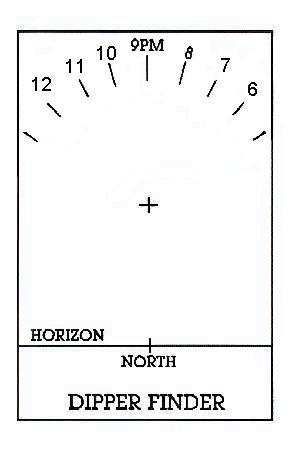 12 11 10 9PM 8 7 6
HORIZON
NORTH
DIPPER FINDER